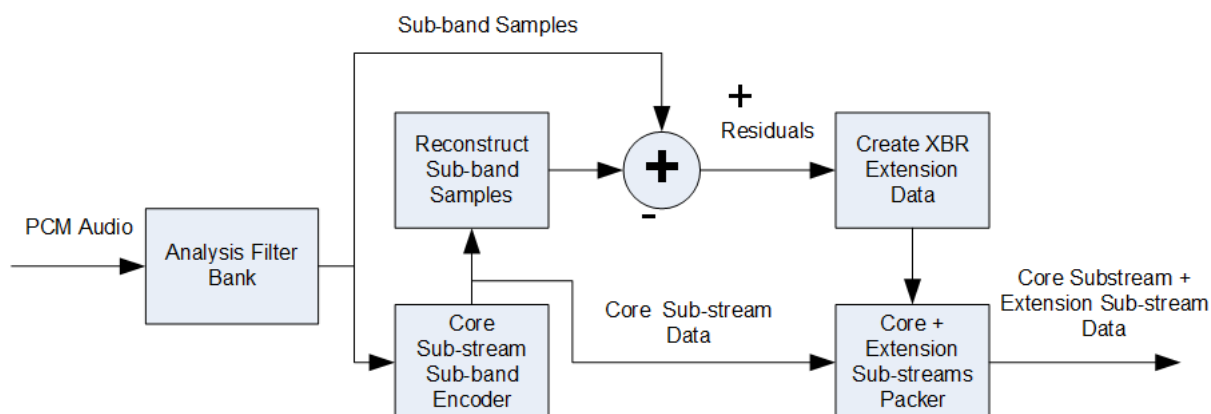 Sub-band Samples
+
Residuals
Reconstruct
Sub-band
Samples
+
-
Create XBR
Extension
Data
PCM Audio
Analysis Filter
Bank
Core
Sub-stream
Sub-band
Encoder
Core Sub-stream
Data
Core +
Extension
Sub-streams
Packer
Core Substream +
Extension Sub-stream
Data